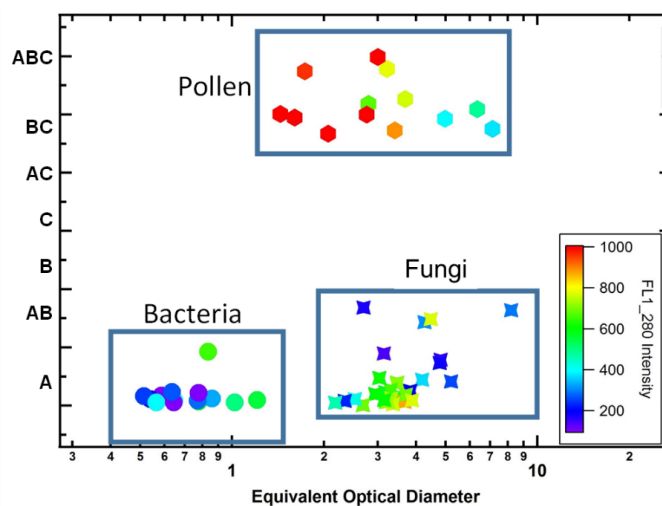 ABC
BC
AC
C
B
AB
A
Pollen
Bacteria
Fungi
1000
800
600
400
200
FL1_280 Intensity
3 4 5 6 7 8 9 1 2 3 4 5 6 7 8 9 10 2
Equivalent Optical Diameter